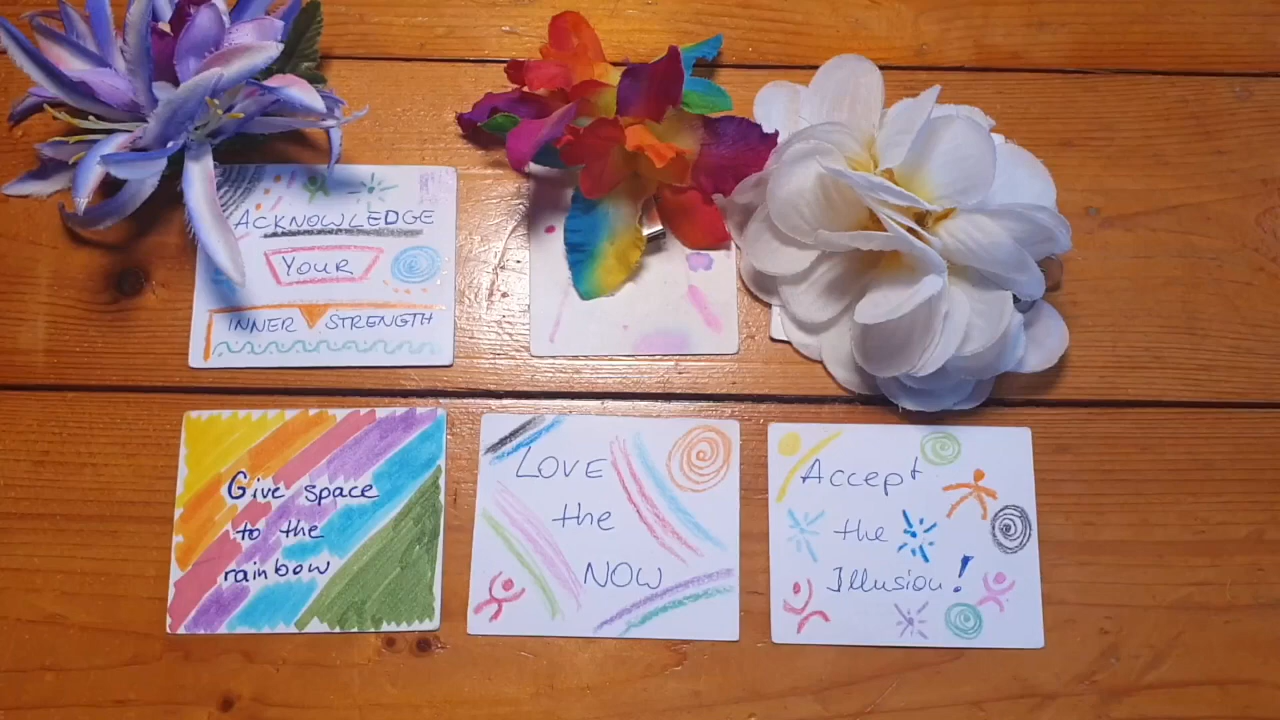 ACKNOWLEDGE
YOUR
INNER STRENGTH
Give space
to the
rainbow
LOVE
the
NOW
Accept
the
Illusion!